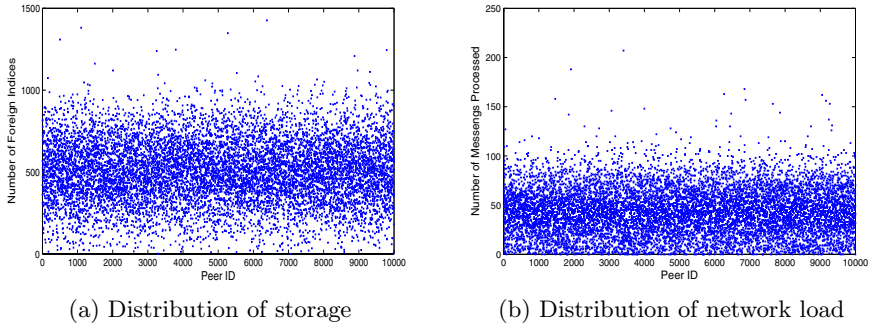 1500
1000
500
0
Number of Foreign Indices
0 1000 2000 3000 4000 5000 6000 7000 8000 9000 10000
Peer ID
(a) Distribution of storage
250
200
150
100
50
0
Number of Messengs Processed
0 1000 2000 3000 4000 5000 6000 7000 8000 9000 10000
Peer ID
(b) Distribution of network load